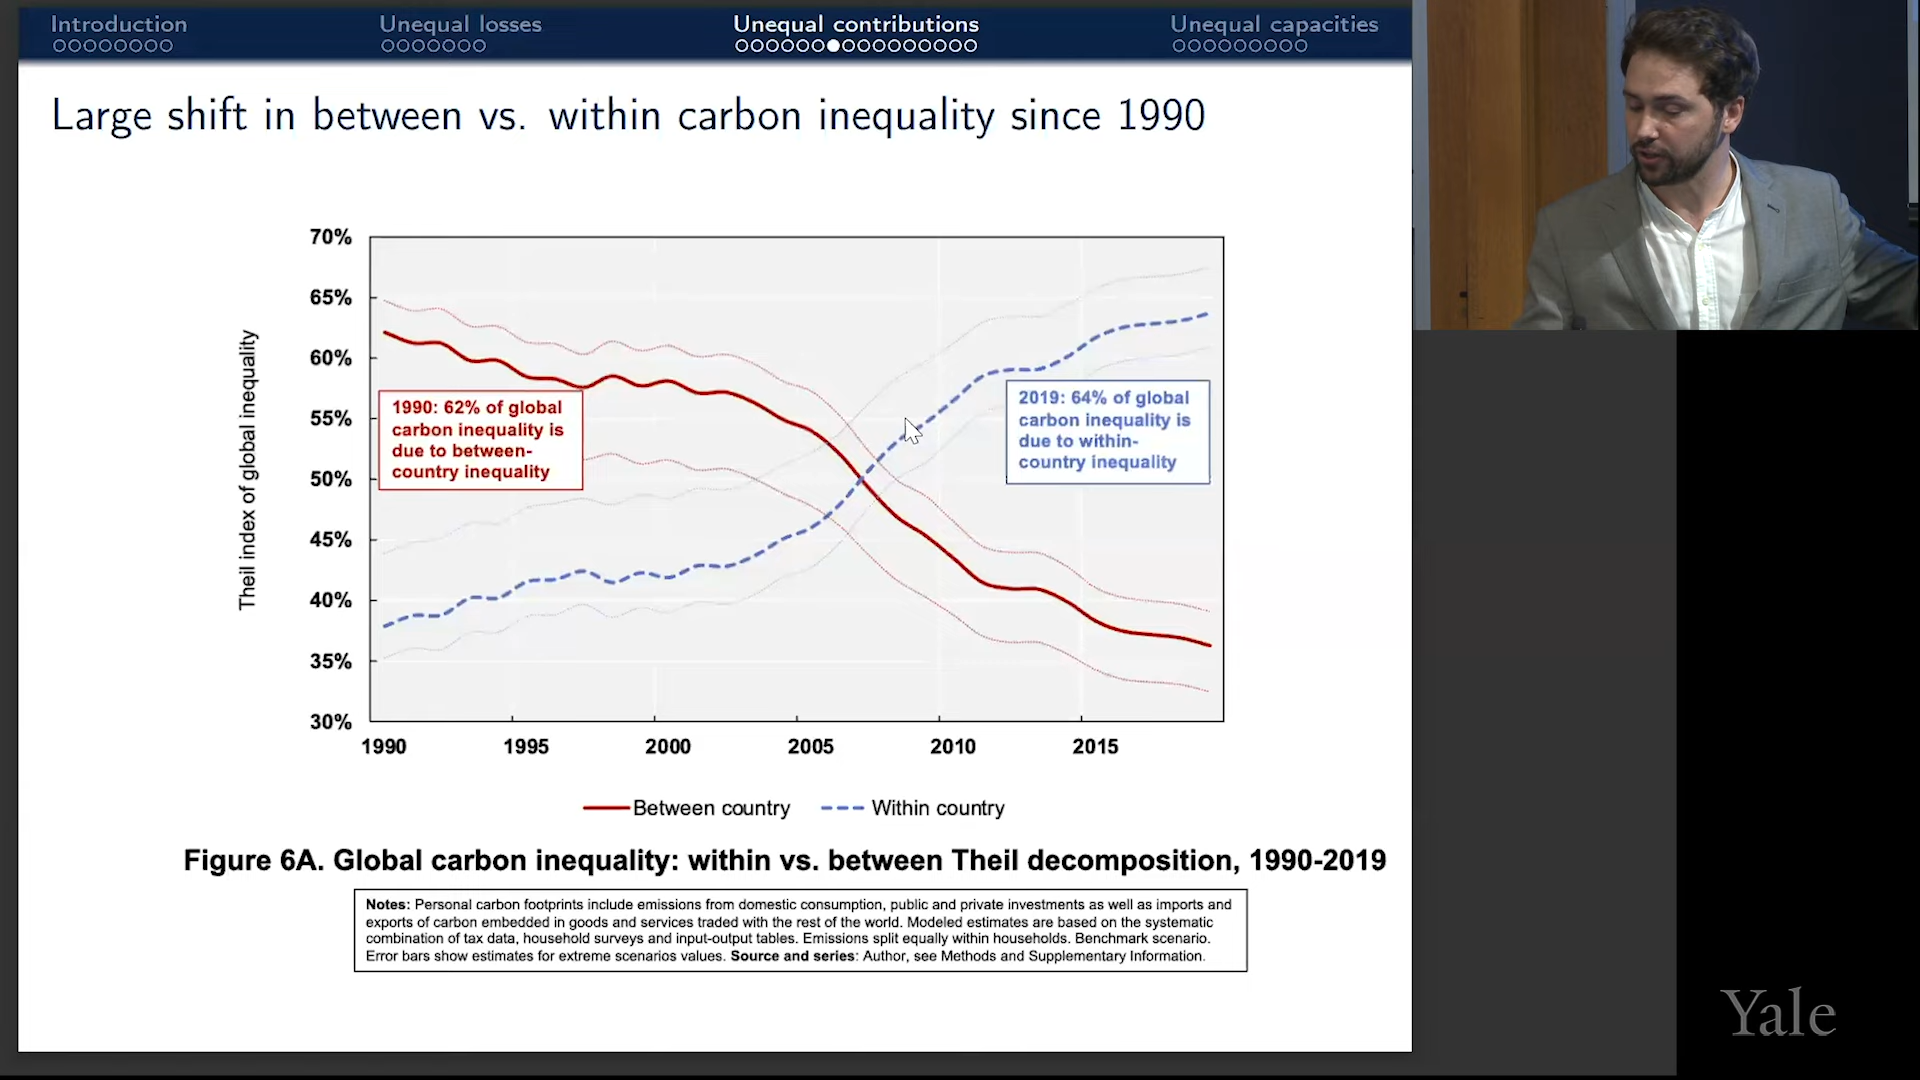 Introduction
Unequal losses
Unequal contributions
Unequal capacities
Large shift in between vs. within carbon inequality since 1990
Theil index of global inequality
70%
65%
60%
55%
50%
45%
40%
35%
30%
1990: 62% of global
carbon inequality is
due to between-
country inequality
2019: 64% of global
carbon inequality is
due to within-
country inequality
1990
1995
2000
2005
2010
2015
Between country
Within country
Figure 6A. Global carbon inequality: within vs. between Theil decomposition, 1990-2019
Notes: Personal carbon footprints include emissions from domestic consumption, public and private investments as well as imports and
exports of carbon embedded in goods and services traded with the rest of the world. Modeled estimates are based on the systematic
combination of tax data, household surveys and input-output tables. Emissions split equally within households. Benchmark scenario.
Error bars show estimates for extreme scenarios values. Source and series: Author, see Methods and Supplementary Information.
Yale